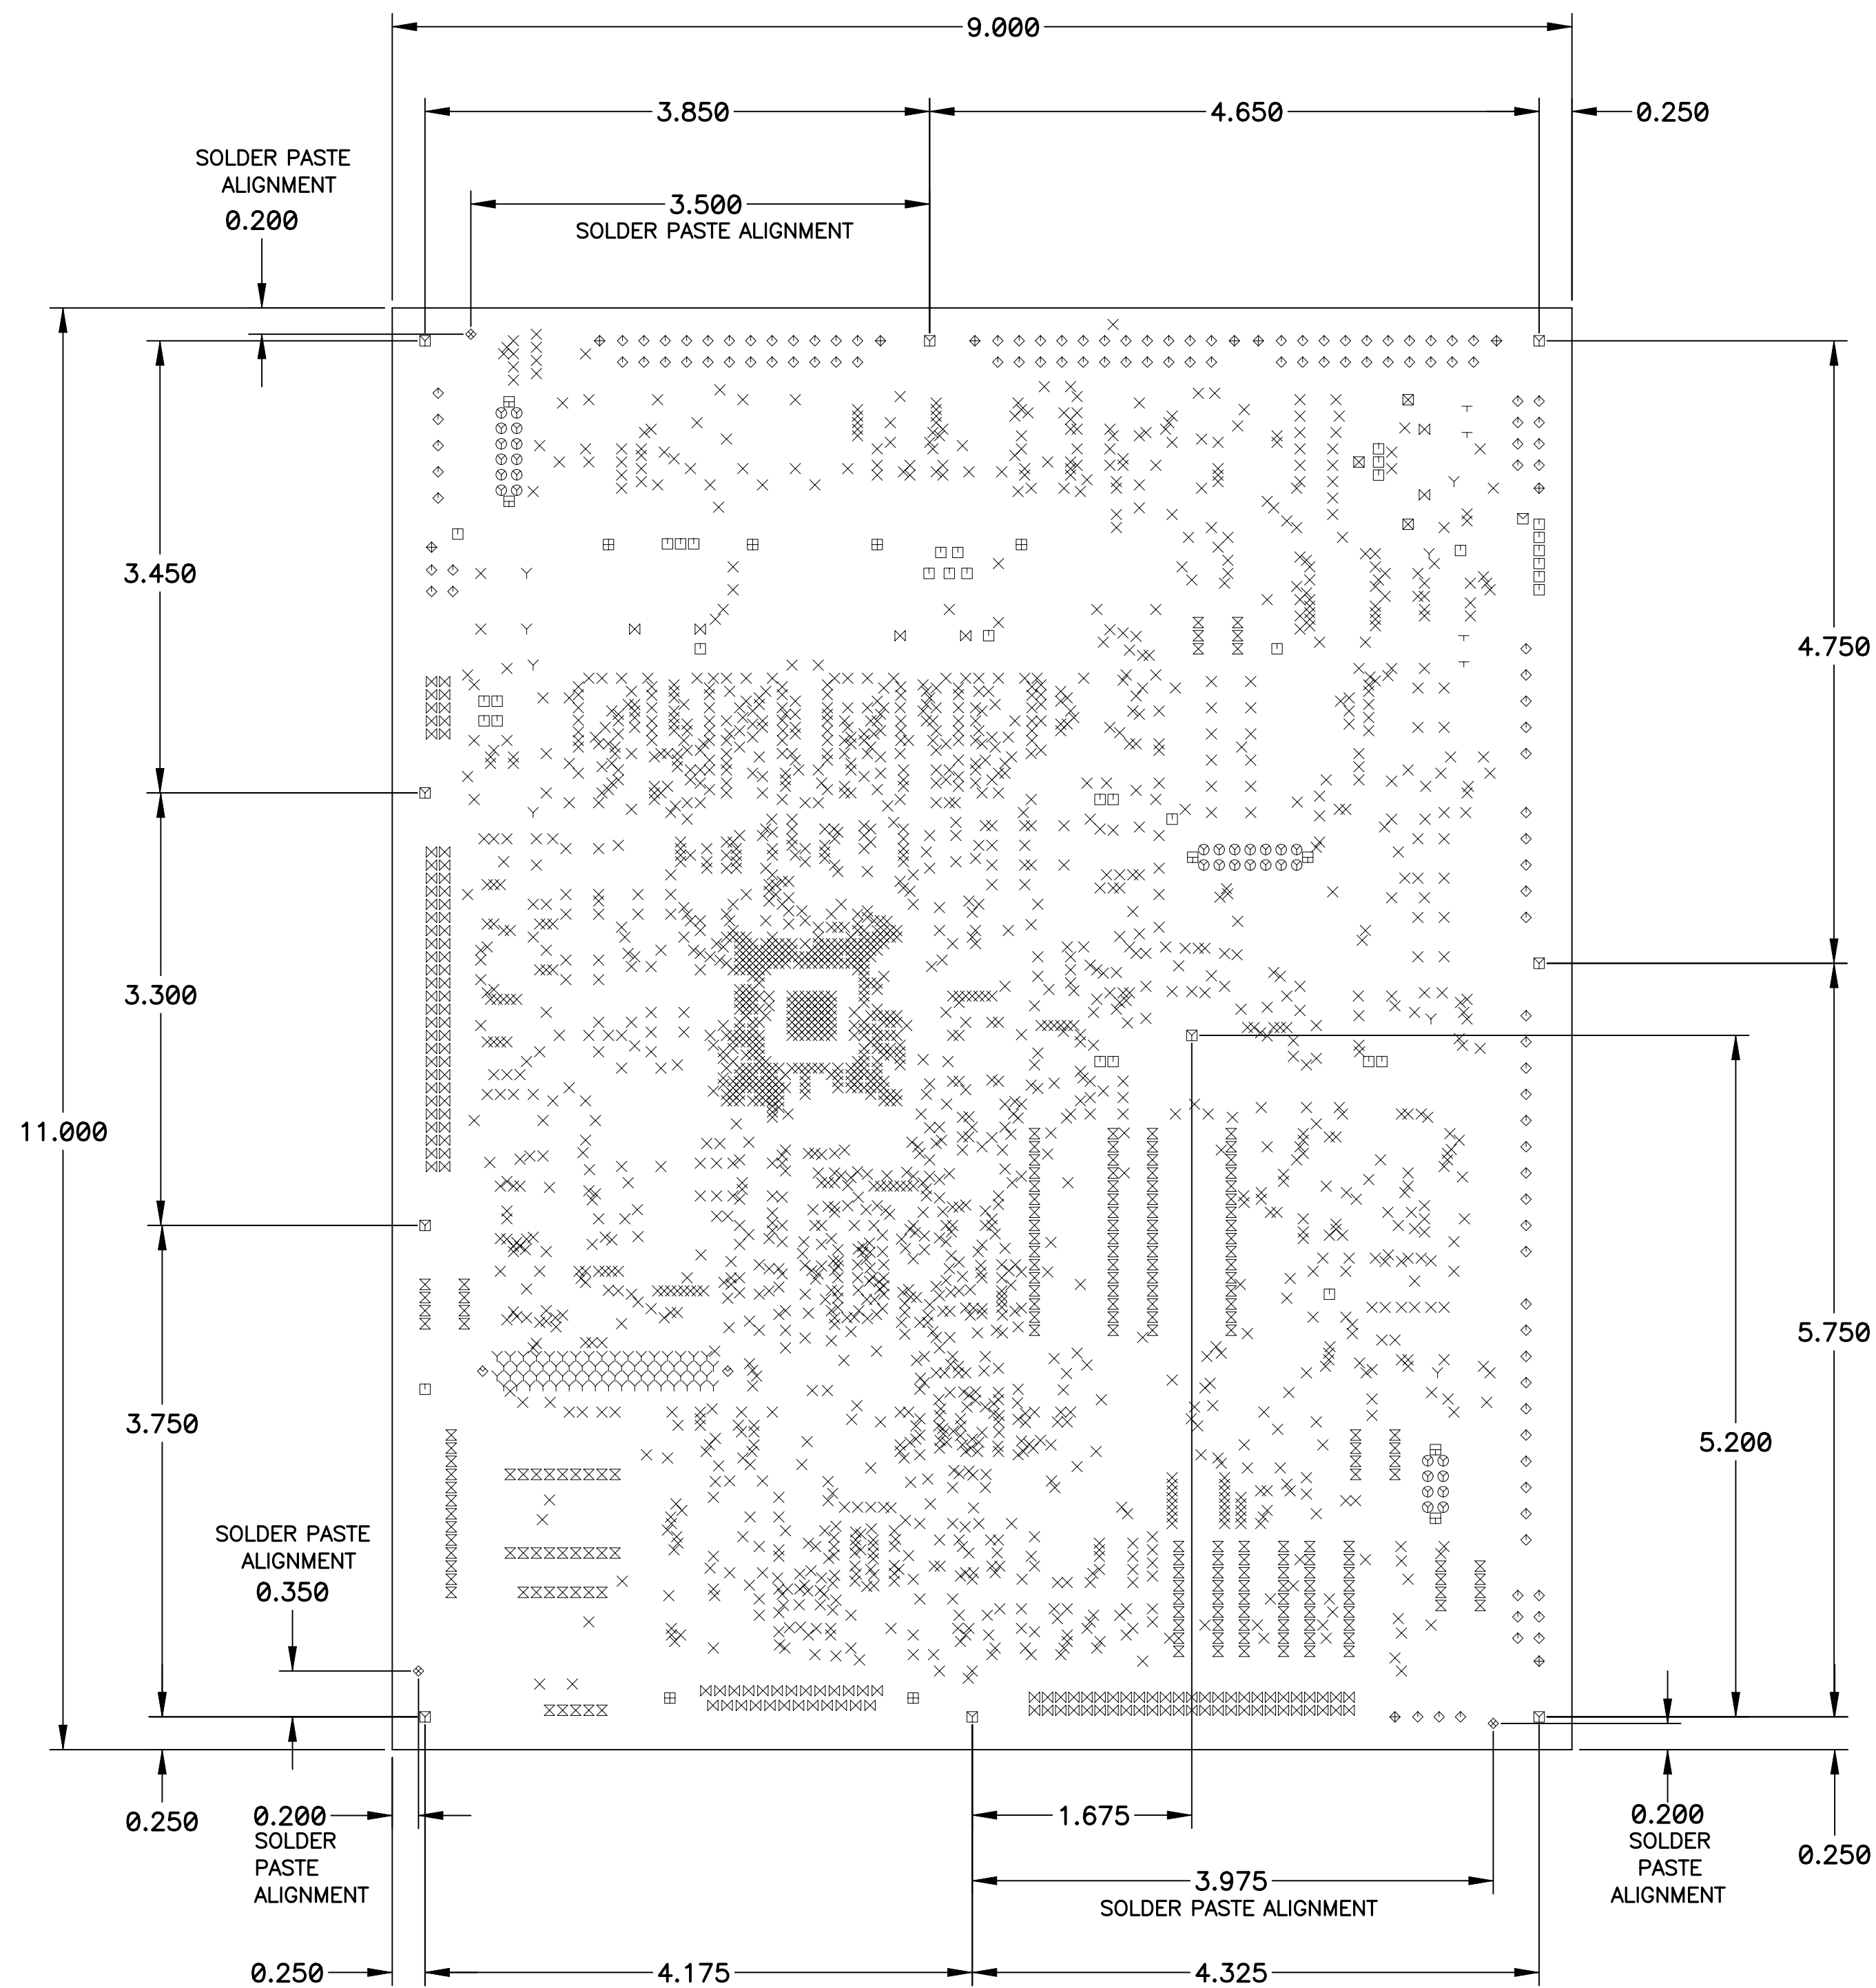 9.000
3.850
4.650
0.250
SOLDER PASTE
ALIGNMENT
0.200
3.500
SOLDER PASTE ALIGNMENT
3.450
4.750
3.300
11.000
5.750
3.750
5.200
SOLDER PASTE
ALIGNMENT
0.350
0.250
0.200
SOLDER
PASTE
ALIGNMENT
1.675
0.200
SOLDER
PASTE
ALIGNMENT
0.250
3.975
SOLDER PASTE ALIGNMENT
0.250
4.175
4.325